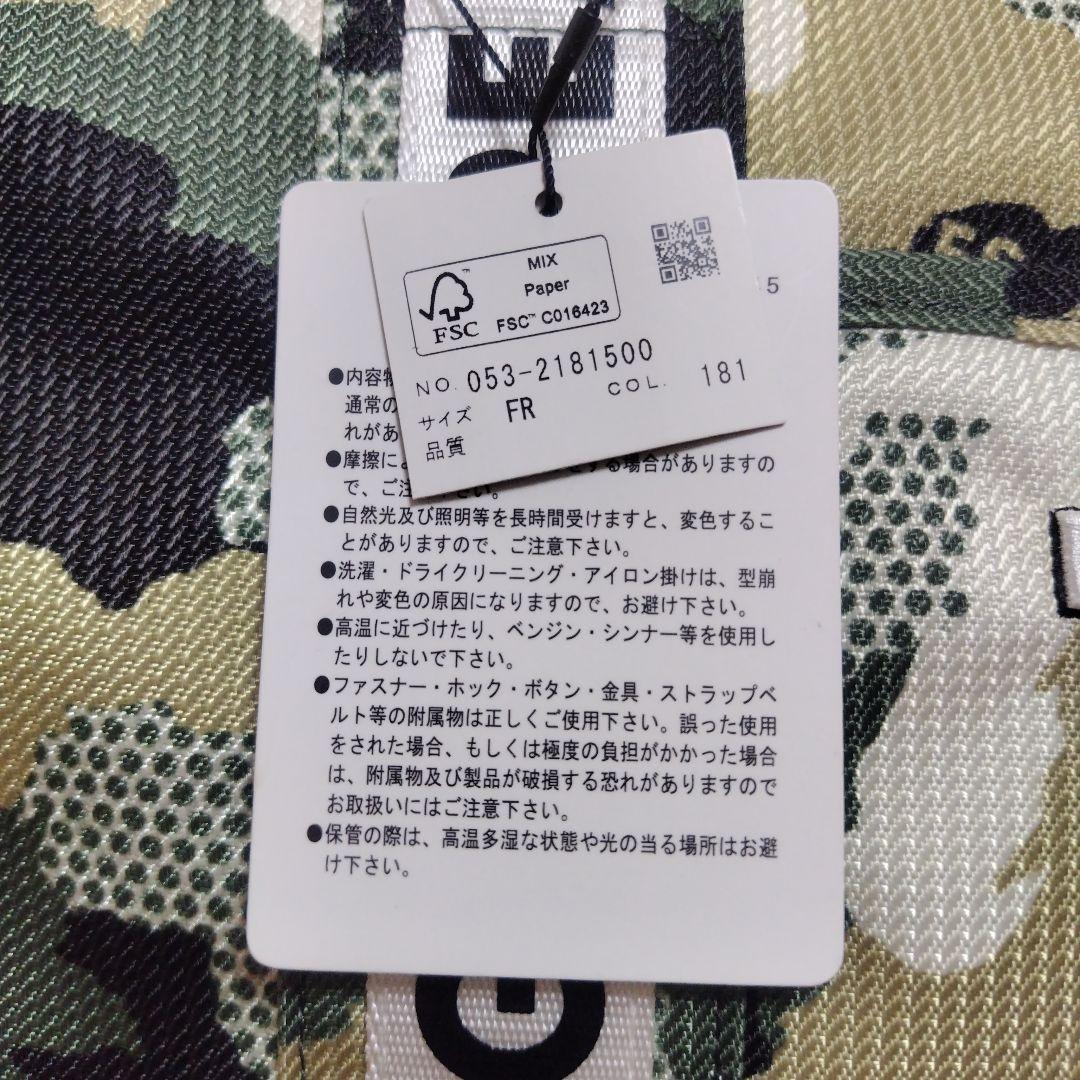 MIX
Paper
FSC™ C016423
FSC
NO. 053-2181500
サイズ FR COL. 181
品質
5
●内容物
通常の
れがあ
●摩擦によ をする場合がありますの
で、ご注意下さい。
●自然光及び照明等を長時間受けますと、変色するこ
とがありますので、ご注意下さい。
●洗濯・ドライクリーニング・アイロン掛けは、型崩
れや変色の原因になりますので、お避け下さい。
●高温に近づけたり、ベンジン・シンナー等を使用し
たりしないで下さい。
●ファスナー・ホック・ボタン・金具・ストラップベ
ルト等の附属物は正しくご使用下さい。誤った使用
をされた場合、もしくは極度の負担がかかった場合
は、附属物及び製品が破損する恐れがありますので
お取扱いにはご注意下さい。
●保管の際は、高温多湿な状態や光の当る場所はお避
け下さい。
G